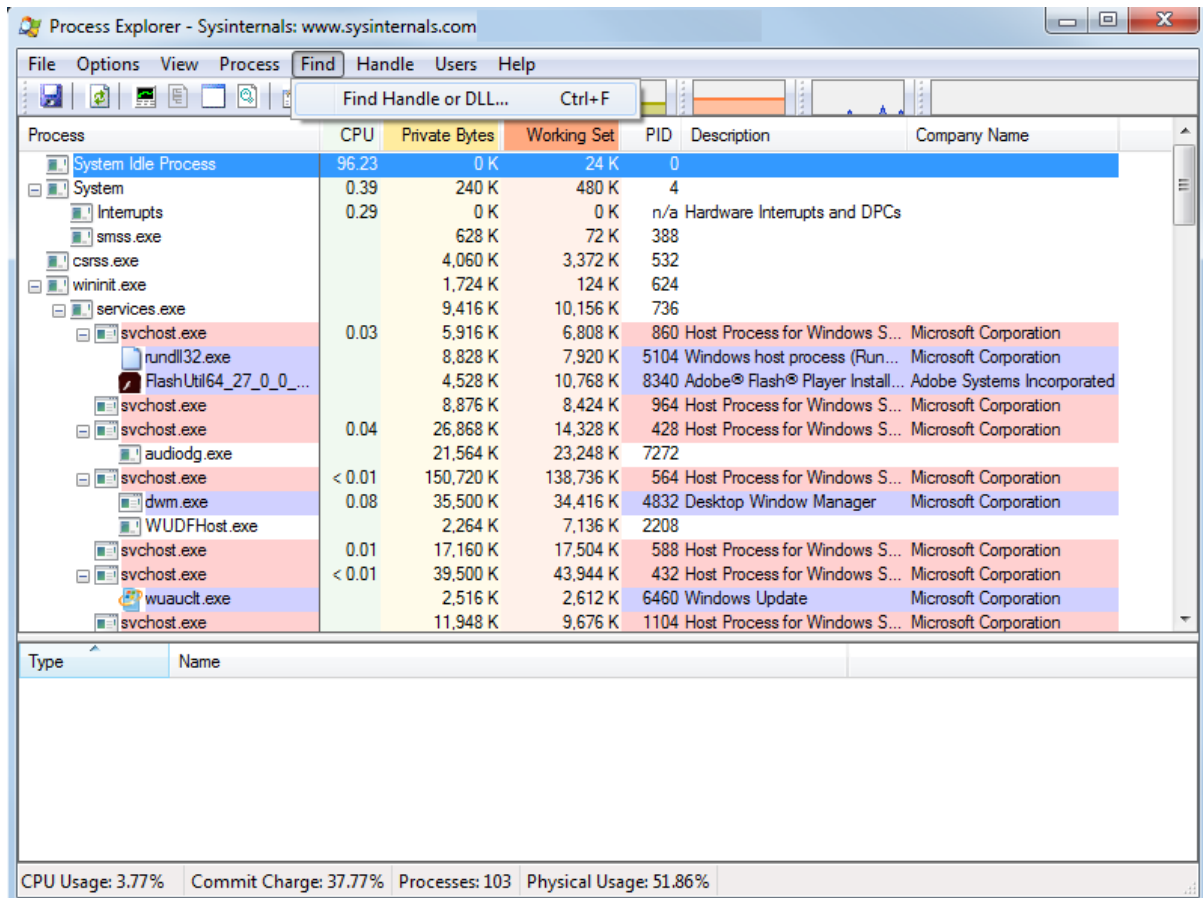 Process Explorer - Sysinternals: www.sysinternals.com
File Options View Process Find Handle Users Help
Find Handle or DLL... Ctrl+F
Process CPU Private Bytes Working Set PID Description Company Name
System Idle Process 96.23 0 K 24 K 0
System 0.39 240 K 480 K 4
Interrupts 0.29 0 K 0 K n/a Hardware Interrupts and DPCs
smss.exe 628 K 72 K 388
csrss.exe 4,060 K 3,372 K 532
wininit.exe 1,724 K 124 K 624
services.exe 9,416 K 10,156 K 736
svchost.exe 0.03 5,916 K 6,808 K 860 Host Process for Windows S... Microsoft Corporation
rundll32.exe 8,828 K 7,920 K 5104 Windows host process (Run... Microsoft Corporation
FlashUtil64_27_0_0_... 4,528 K 10,768 K 8340 Adobe® Flash® Player Install... Adobe Systems Incorporated
svchost.exe 8,876 K 8,424 K 964 Host Process for Windows S... Microsoft Corporation
svchost.exe 0.04 26,868 K 14,328 K 428 Host Process for Windows S... Microsoft Corporation
audiodg.exe 21,564 K 23,248 K 7272
svchost.exe < 0.01 150,720 K 138,736 K 564 Host Process for Windows S... Microsoft Corporation
dwm.exe 0.08 35,500 K 34,416 K 4832 Desktop Window Manager Microsoft Corporation
WUDFHost.exe 2,264 K 7,136 K 2208
svchost.exe 0.01 17,160 K 17,504 K 588 Host Process for Windows S... Microsoft Corporation
svchost.exe < 0.01 39,500 K 43,944 K 432 Host Process for Windows S... Microsoft Corporation
wuauclt.exe 2,516 K 2,612 K 6460 Windows Update Microsoft Corporation
svchost.exe 11,948 K 9,676 K 1104 Host Process for Windows S... Microsoft Corporation
Type Name
CPU Usage: 3.77% Commit Charge: 37.77% Processes: 103 Physical Usage: 51.86%